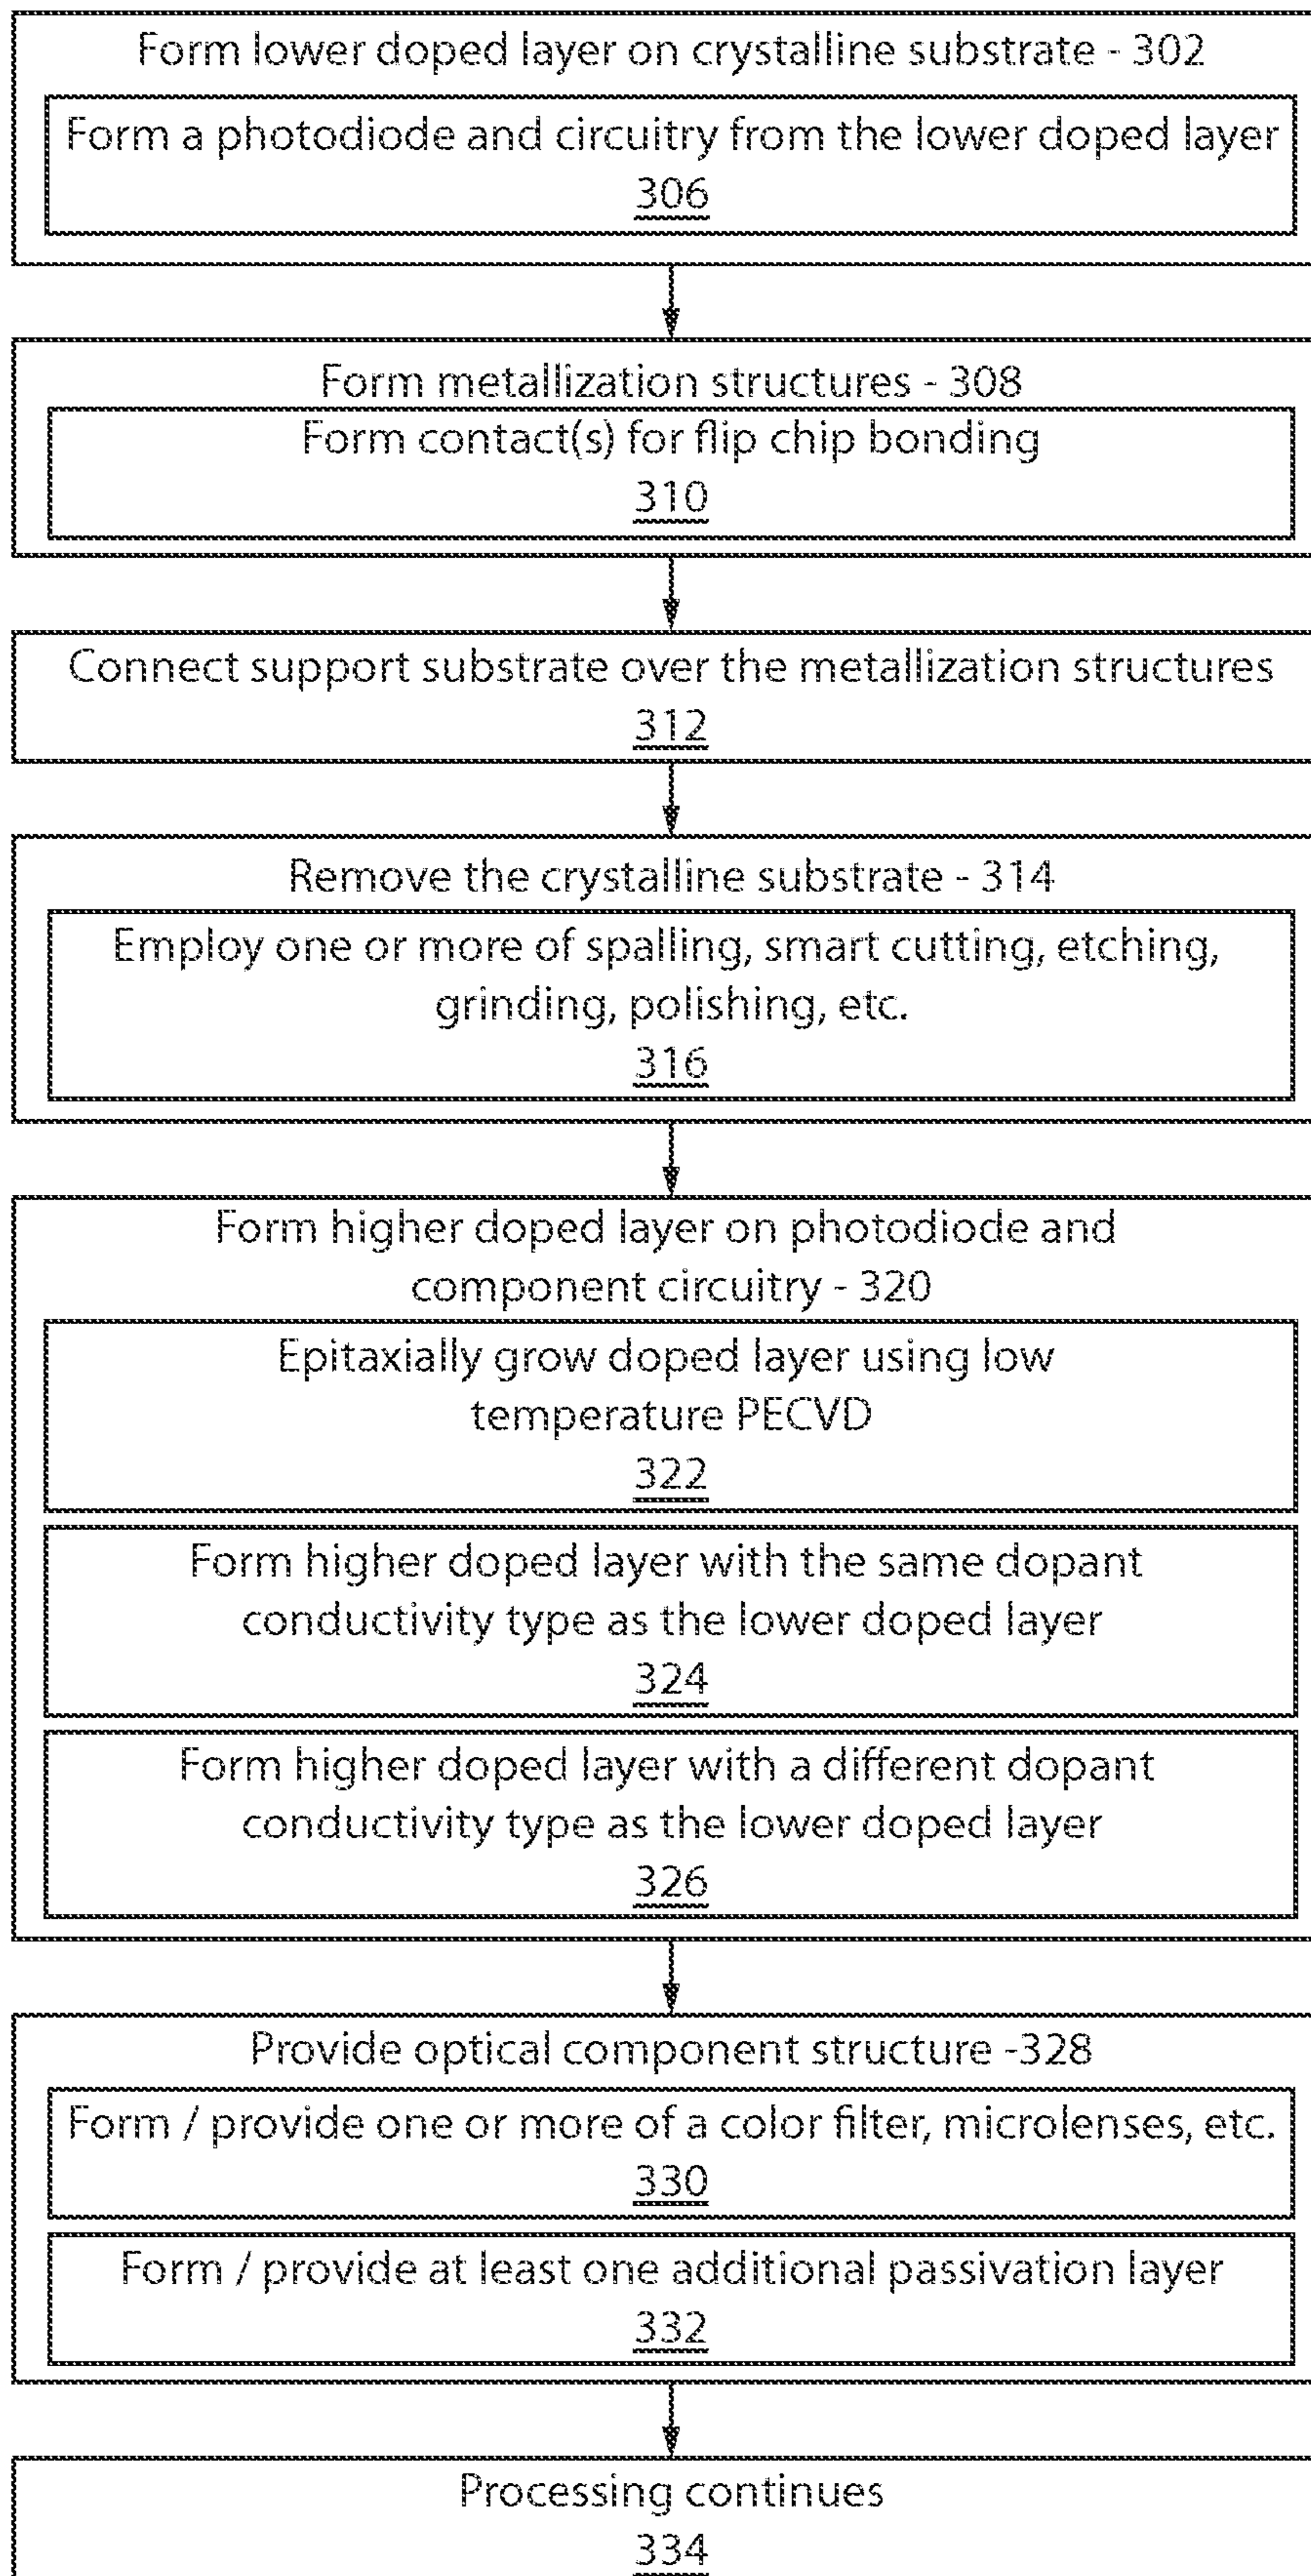 Form lower doped layer on crystalline substrate - 302
Form a photodiode and circuitry from the lower doped layer
306
Form metallization structures - 308
Form contact(s) for flip chip bonding
310
Connect support substrate over the metallization structures
312
Remove the crystalline substrate - 314
Employ one or more of spalling, smart cutting, etching,
grinding, polishing, etc.
316
Form higher doped layer on photodiode and
component circuitry - 320
Epitaxially grow doped layer using low
temperature PECVD
322
Form higher doped layer with the same dopant
conductivity type as the lower doped layer
324
Form higher doped layer with a different dopant
conductivity type as the lower doped layer
326
Provide optical component structure -328
Form / provide one or more of a color filter, microlenses, etc.
330
Form / provide at least one additional passivation layer
332
Processing continues
334